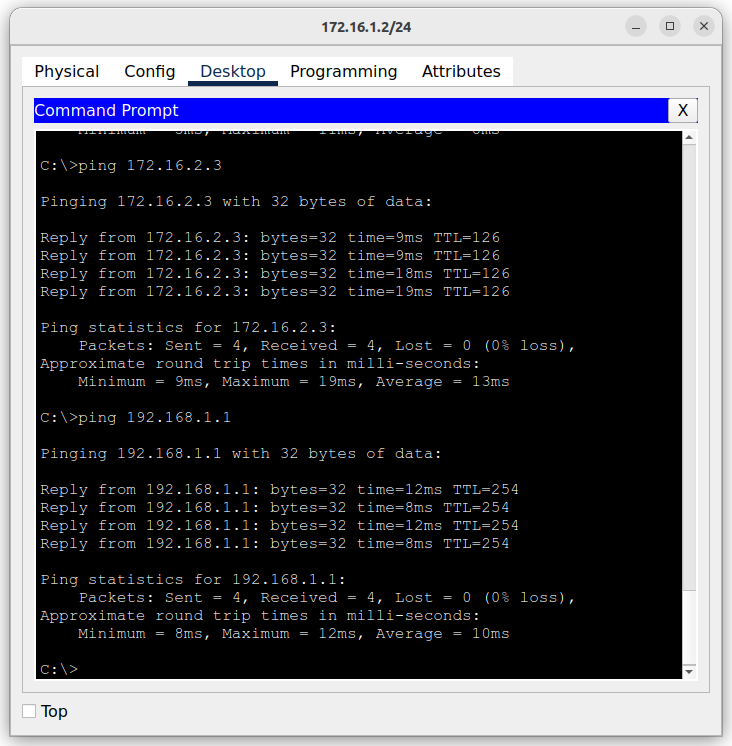 172.16.1.2/24
Physical Config Desktop Programming Attributes
Command Prompt X
C:\>ping 172.16.2.3
Pinging 172.16.2.3 with 32 bytes of data:
Reply from 172.16.2.3: bytes=32 time=9ms TTL=126
Reply from 172.16.2.3: bytes=32 time=9ms TTL=126
Reply from 172.16.2.3: bytes=32 time=18ms TTL=126
Reply from 172.16.2.3: bytes=32 time=19ms TTL=126
Ping statistics for 172.16.2.3:
Packets: Sent = 4, Received = 4, Lost = 0 (0% loss),
Approximate round trip times in milli-seconds:
Minimum = 9ms, Maximum = 19ms, Average = 13ms
C:\>ping 192.168.1.1
Pinging 192.168.1.1 with 32 bytes of data:
Reply from 192.168.1.1: bytes=32 time=12ms TTL=254
Reply from 192.168.1.1: bytes=32 time=8ms TTL=254
Reply from 192.168.1.1: bytes=32 time=12ms TTL=254
Reply from 192.168.1.1: bytes=32 time=8ms TTL=254
Ping statistics for 192.168.1.1:
Packets: Sent = 4, Received = 4, Lost = 0 (0% loss),
Approximate round trip times in milli-seconds:
Minimum = 8ms, Maximum = 12ms, Average = 10ms
C:\>
Top